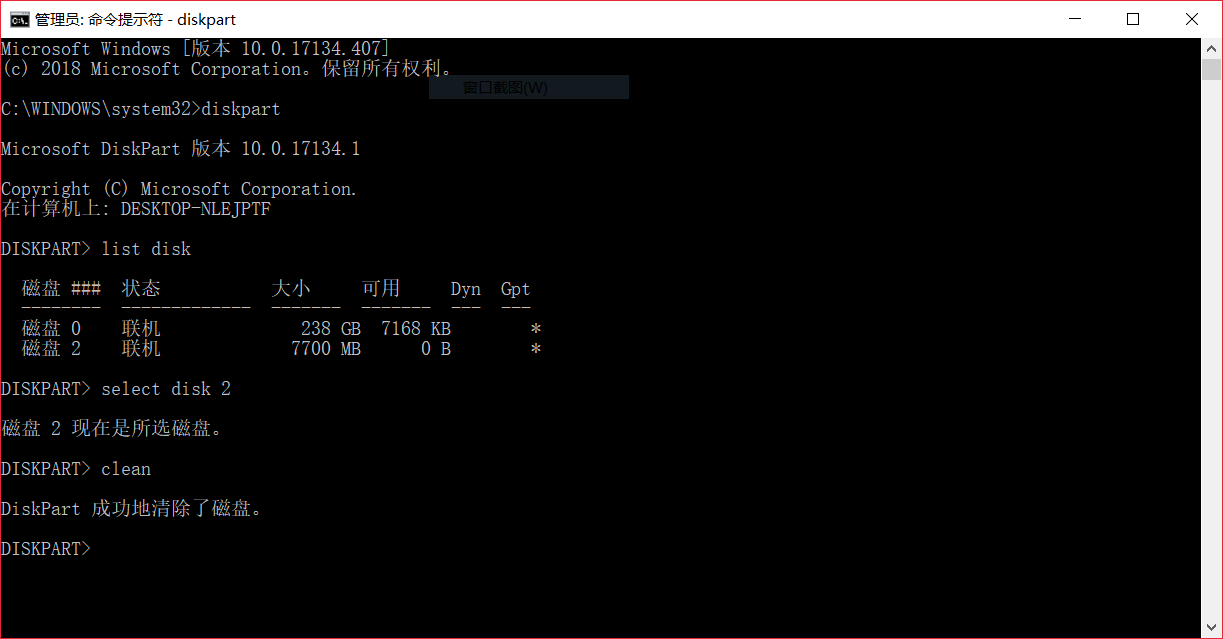 管理员: 命令提示符 - diskpart
Microsoft Windows [版本 10.0.17134.407]
(c) 2018 Microsoft Corporation。保留所有权利。
窗口截图(W)
C:\WINDOWS\system32>diskpart
Microsoft DiskPart 版本 10.0.17134.1
Copyright (C) Microsoft Corporation.
在计算机上: DESKTOP-NLEJPTF
DISKPART> list disk
磁盘 ###  状态           大小     可用     Dyn  Gpt
--------  -------------  -------  -------  ---  ---
磁盘 0    联机              238 GB  7168 KB        *
磁盘 2    联机             7700 MB      0 B        *
DISKPART> select disk 2
磁盘 2 现在是所选磁盘。
DISKPART> clean
DiskPart 成功地清除了磁盘。
DISKPART>